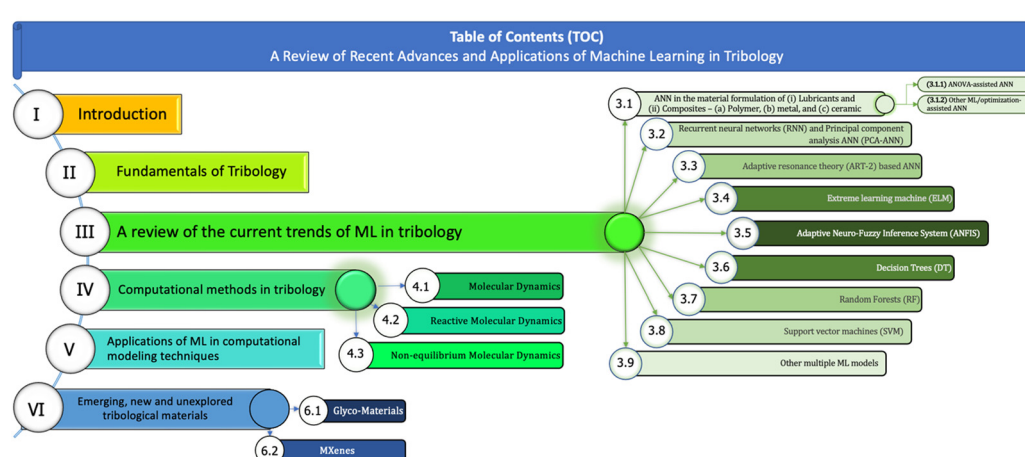 Table of Contents (TOC)
A Review of Recent Advances and Applications of Machine Learning in Tribology
I
Introduction
II
Fundamentals of Tribology
III
A review of the current trends of ML in tribology
3.1
ANN in the material formulation of (i) Lubricants and
(ii) Composites – (a) Polymer, (b) metal, and (c) ceramic
(3.1.1) ANOVA-assisted ANN
(3.1.2) Other ML/optimization-
assisted ANN
3.2
Recurrent neural networks (RNN) and Principal component
analysis ANN (PCA-ANN)
3.3
Adaptive resonance theory (ART-2) based ANN
3.4
Extreme learning machine (ELM)
3.5
Adaptive Neuro-Fuzzy Inference System (ANFIS)
3.6
Decision Trees (DT)
3.7
Random Forests (RF)
3.8
Support vector machines (SVM)
3.9
Other multiple ML models
IV
Computational methods in tribology
4.1
Molecular Dynamics
4.2
Reactive Molecular Dynamics
4.3
Non-equilibrium Molecular Dynamics
V
Applications of ML in computational
modeling techniques
VI
Emerging, new and unexplored
tribological materials
6.1
Glyco-Materials
6.2
MXenes